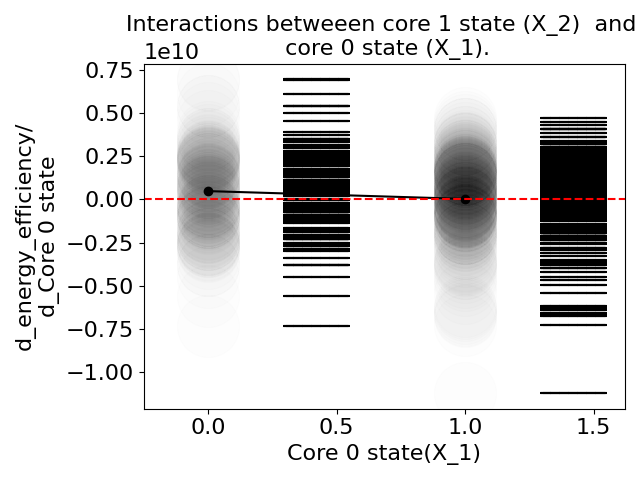 Interactions betweeen core 1 state (X_2)  and
core 0 state (X_1).
1e10
0.75
0.50
0.25
0.00
−0.25
−0.50
−0.75
−1.00
d_energy_efficiency/
d_Core 0 state
0.0 0.5 1.0 1.5
Core 0 state(X_1)